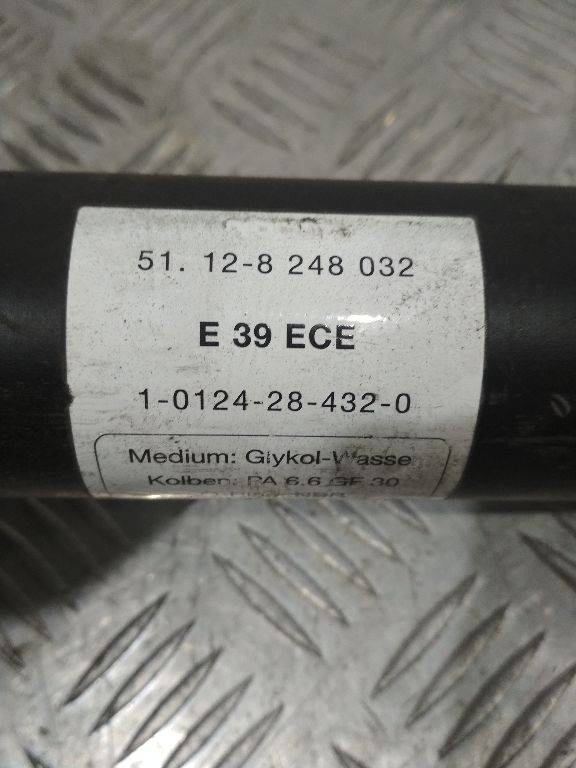 51. 12-8 248 032
E 39 ECE
1-0124-28-432-0
Medium: Glykol-Wasse
Kolben: PA 6.6 GF 30